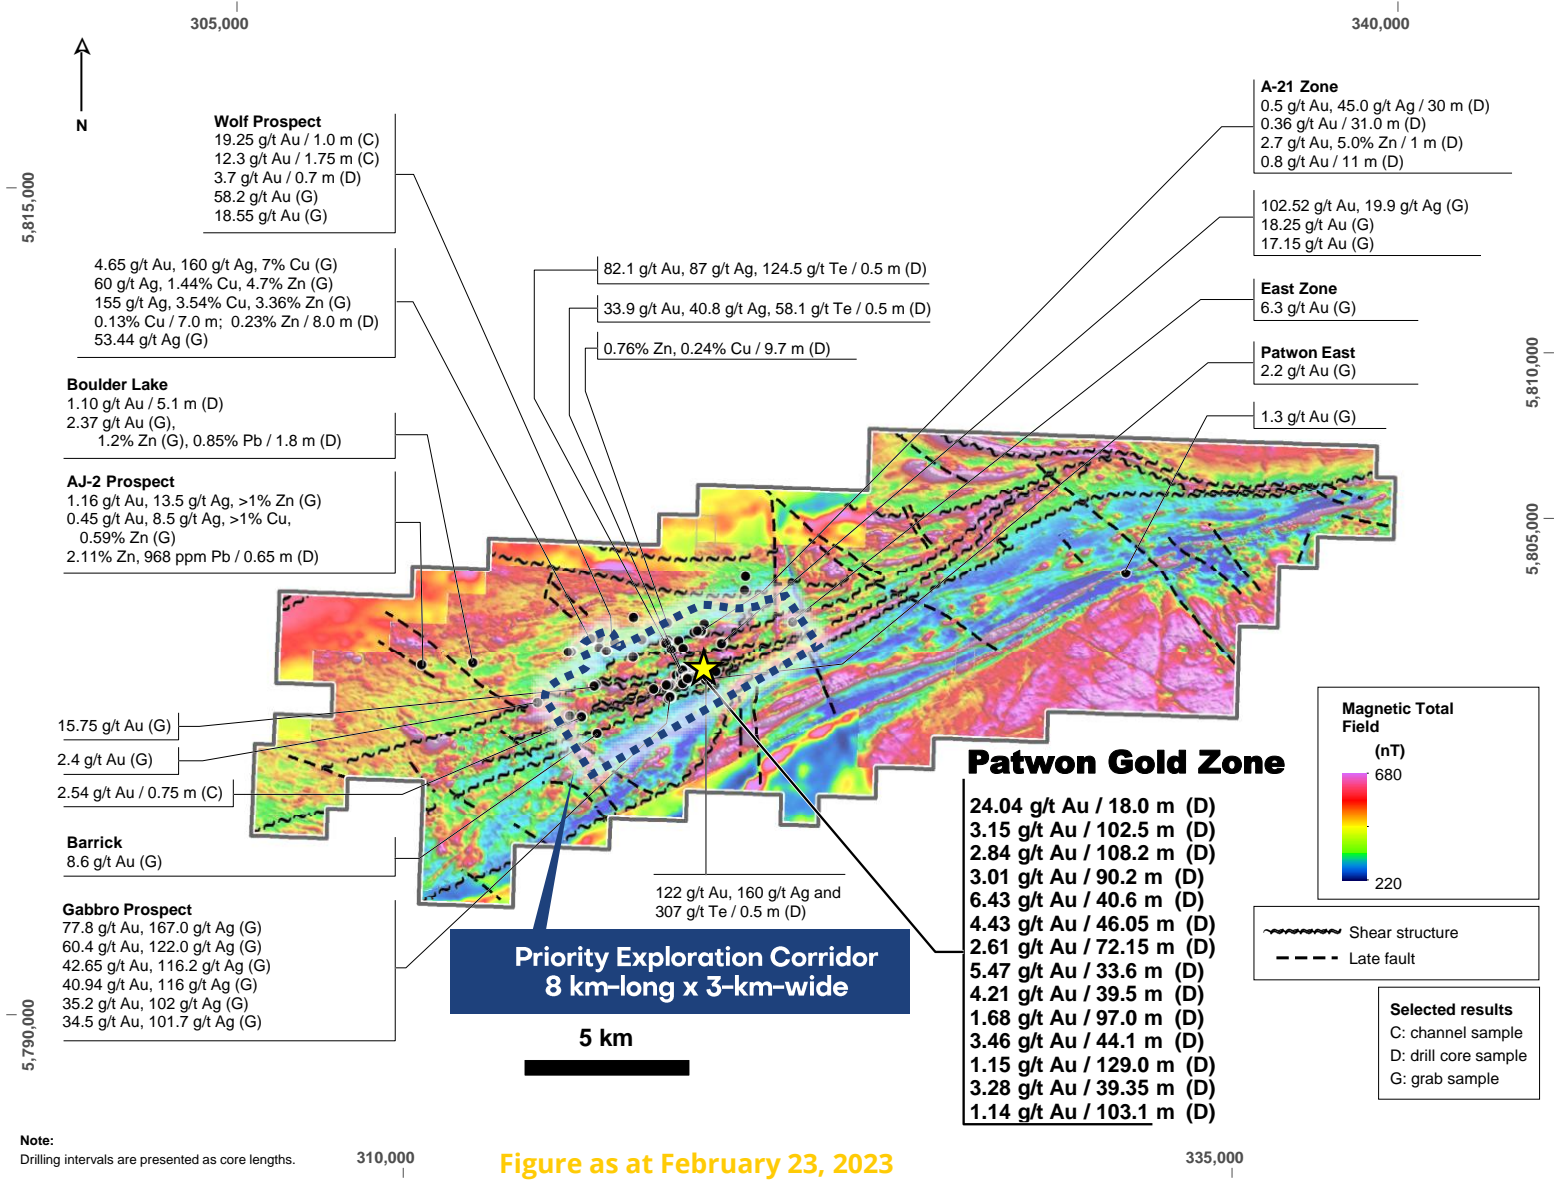 305,000
340,000
N
5,815,000
5,810,000
5,805,000
5,790,000
Wolf Prospect
19.25 g/t Au / 1.0 m (C)
12.3 g/t Au / 1.75 m (C)
3.7 g/t Au / 0.7 m (D)
58.2 g/t Au (G)
18.55 g/t Au (G)
4.65 g/t Au, 160 g/t Ag, 7% Cu (G)
60 g/t Ag, 1.44% Cu, 4.7% Zn (G)
155 g/t Ag, 3.54% Cu, 3.36% Zn (G)
0.13% Cu / 7.0 m; 0.23% Zn / 8.0 m (D)
53.44 g/t Ag (G)
Boulder Lake
1.10 g/t Au / 5.1 m (D)
2.37 g/t Au (G),
1.2% Zn (G), 0.85% Pb / 1.8 m (D)
AJ-2 Prospect
1.16 g/t Au, 13.5 g/t Ag, >1% Zn (G)
0.45 g/t Au, 8.5 g/t Ag, >1% Cu,
0.59% Zn (G)
2.11% Zn, 968 ppm Pb / 0.65 m (D)
82.1 g/t Au, 87 g/t Ag, 124.5 g/t Te / 0.5 m (D)
33.9 g/t Au, 40.8 g/t Ag, 58.1 g/t Te / 0.5 m (D)
0.76% Zn, 0.24% Cu / 9.7 m (D)
A-21 Zone
0.5 g/t Au, 45.0 g/t Ag / 30 m (D)
0.36 g/t Au / 31.0 m (D)
2.7 g/t Au, 5.0% Zn / 1 m (D)
0.8 g/t Au / 11 m (D)
102.52 g/t Au, 19.9 g/t Ag (G)
18.25 g/t Au (G)
17.15 g/t Au (G)
East Zone
6.3 g/t Au (G)
Patwon East
2.2 g/t Au (G)
1.3 g/t Au (G)
15.75 g/t Au (G)
2.4 g/t Au (G)
2.54 g/t Au / 0.75 m (C)
Barrick
8.6 g/t Au (G)
Gabbro Prospect
77.8 g/t Au, 167.0 g/t Ag (G)
60.4 g/t Au, 122.0 g/t Ag (G)
42.65 g/t Au, 116.2 g/t Ag (G)
40.94 g/t Au, 116 g/t Ag (G)
35.2 g/t Au, 102 g/t Ag (G)
34.5 g/t Au, 101.7 g/t Ag (G)
122 g/t Au, 160 g/t Ag and
307 g/t Te / 0.5 m (D)
Priority Exploration Corridor
8 km-long x 3-km-wide
5 km
Patwon Gold Zone
24.04 g/t Au / 18.0 m (D)
3.15 g/t Au / 102.5 m (D)
2.84 g/t Au / 108.2 m (D)
3.01 g/t Au / 90.2 m (D)
6.43 g/t Au / 40.6 m (D)
4.43 g/t Au / 46.05 m (D)
2.61 g/t Au / 72.15 m (D)
5.47 g/t Au / 33.6 m (D)
4.21 g/t Au / 39.5 m (D)
1.68 g/t Au / 97.0 m (D)
3.46 g/t Au / 44.1 m (D)
1.15 g/t Au / 129.0 m (D)
3.28 g/t Au / 39.35 m (D)
1.14 g/t Au / 103.1 m (D)
Magnetic Total
Field
(nT)
680
220
Shear structure
Late fault
Selected results
C: channel sample
D: drill core sample
G: grab sample
Note:
Drilling intervals are presented as core lengths.
310,000
Figure as at February 23, 2023
335,000